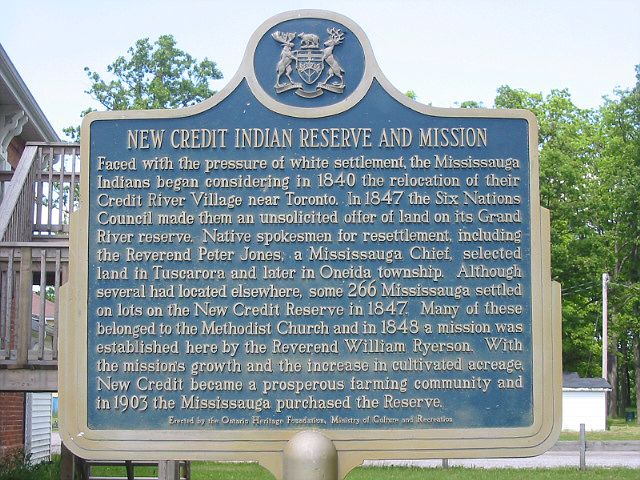 NEW CREDIT INDIAN RESERVE AND MISSION
Faced with the pressure of white settlement, the Mississauga
Indians began considering in 1840 the relocation of their
Credit River Village near Toronto. In 1847 the Six Nations
Council made them an unsolicited offer of land on its Grand
River reserve. Native spokesmen for resettlement, including
the Reverend Peter Jones, a Mississauga Chief, selected
land in Tuscarora and later in Oneida township. Although
several had located elsewhere, some 266 Mississauga settled
on lots on the New Credit Reserve in 1847. Many of these
belonged to the Methodist Church and in 1848 a mission was
established here by the Reverend William Ryerson. With
the mission's growth and the increase in cultivated acreage,
New Credit became a prosperous farming community and
in 1903 the Mississauga purchased the Reserve.
Erected by the Ontario Heritage Foundation, Ministry of Culture and Recreation